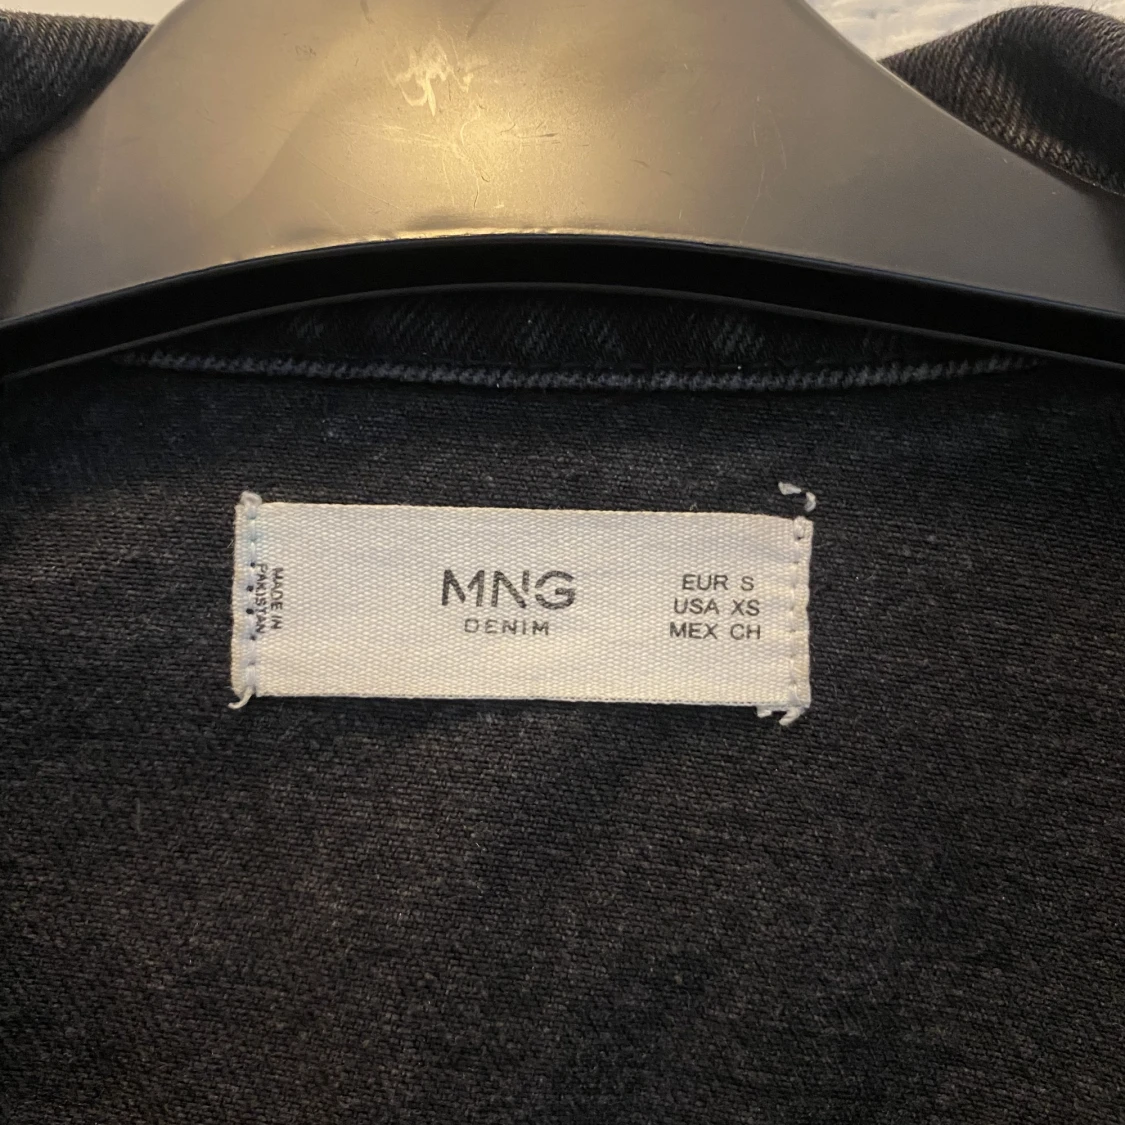 MADE IN
PAKISTAN
MNG
DENIM
EUR S
USA XS
MEX CH